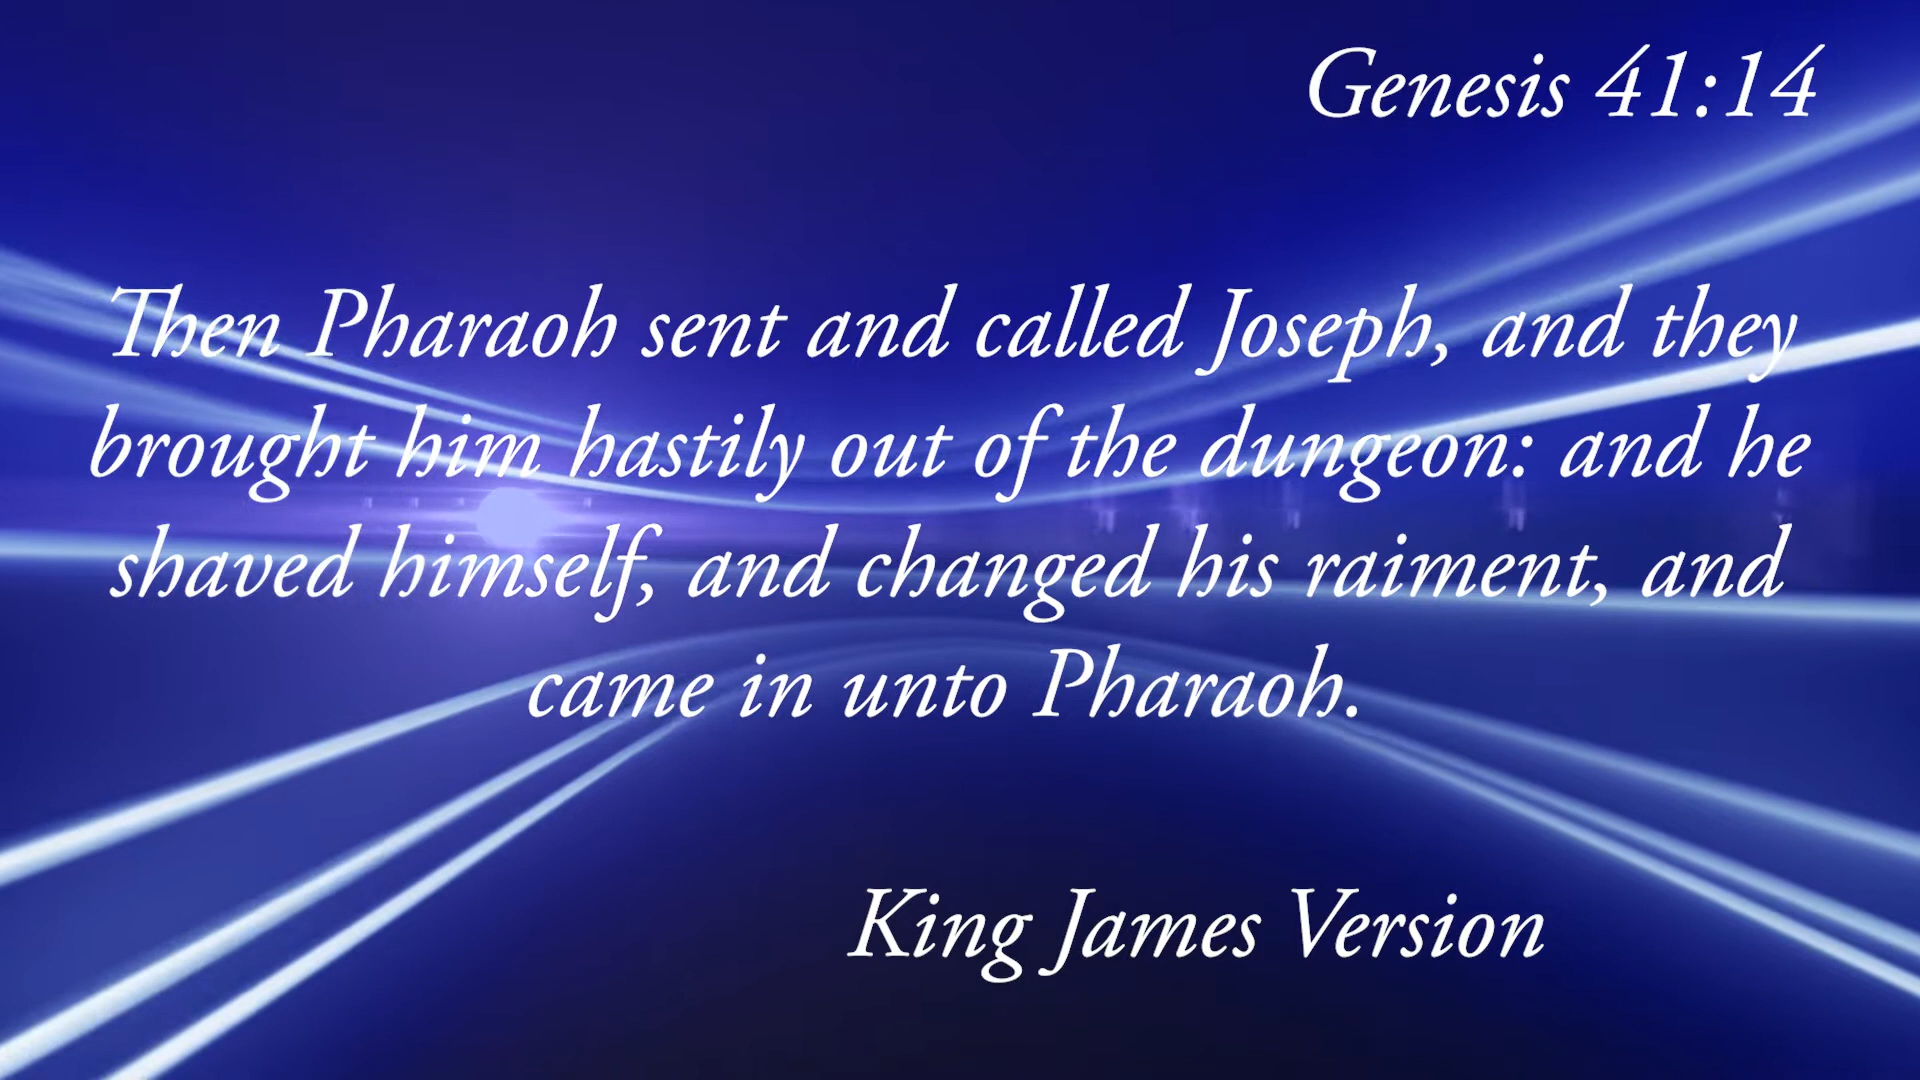 Genesis 41:14
Then Pharaoh sent and called Joseph, and they
brought him hastily out of the dungeon: and he
shaved himself, and changed his raiment, and
came in unto Pharaoh.
King James Version